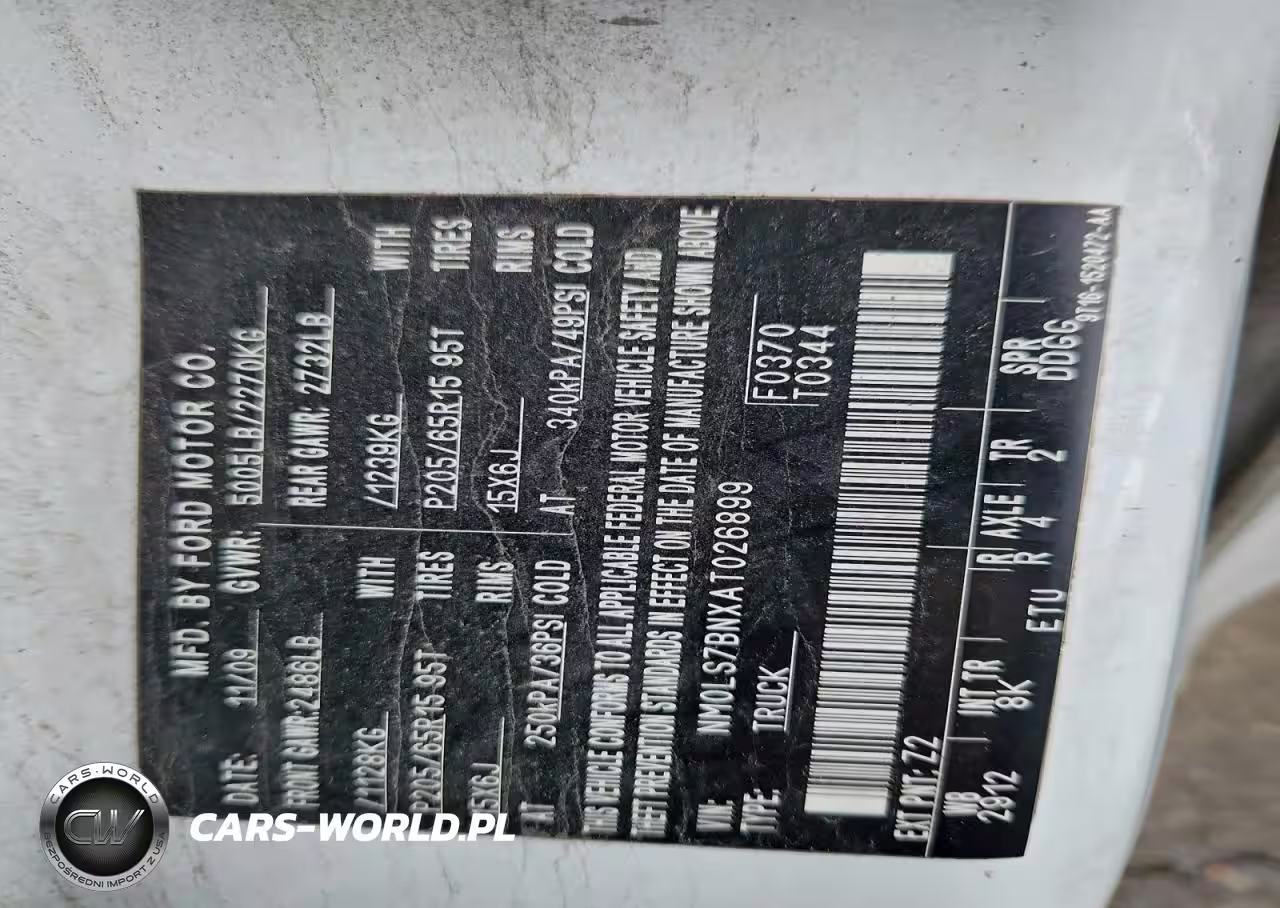 MFD. BY FORD MOTOR CO.
DATE: 11/09 GVWR: 5005LB/2270KG
FRONT GAWR: 2486LB REAR GAWR: 2732LB
/1128KG WITH /1239KG WITH
P205/65R15 95T TIRES P205/65R15 95T TIRES
15X6J RIMS 15X6J RIMS
AT 250kPA/36PSI COLD AT 340kPA/49PSI COLD
THIS VEHICLE CONFORMS TO ALL APPLICABLE FEDERAL MOTOR VEHICLE SAFETY AND
THEFT PREVENTION STANDARDS IN EFFECT ON THE DATE OF MANUFACTURE SHOWN ABOVE
VIN: NM0LS7BNXAT026899 F0370
TYPE: TRUCK T0344
EXT PNT: Z2
WB INT TR R AXLE TR SPR
2912 8K R 4 2 DDGG
E1U
9T16-1520472-AA
CARS-WORLD
CW
BEZPOŚREDNI IMPORT Z USA
CARS-WORLD.PL